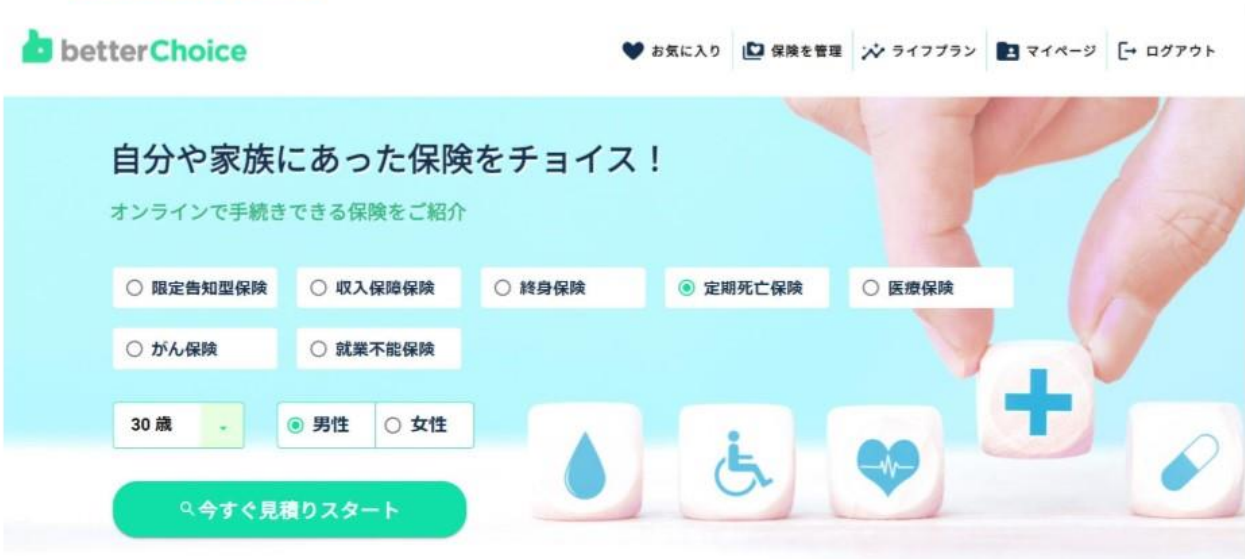 betterChoice
お気に入り 保険を管理 ライフプラン マイページ ログアウト
自分や家族にあった保険をチョイス！
オンラインで手続きできる保険をご紹介
限定告知型保険 収入保障保険 終身保険 定期死亡保険 医療保険
がん保険 就業不能保険
30 歳 男性 女性
今すぐ見積りスタート